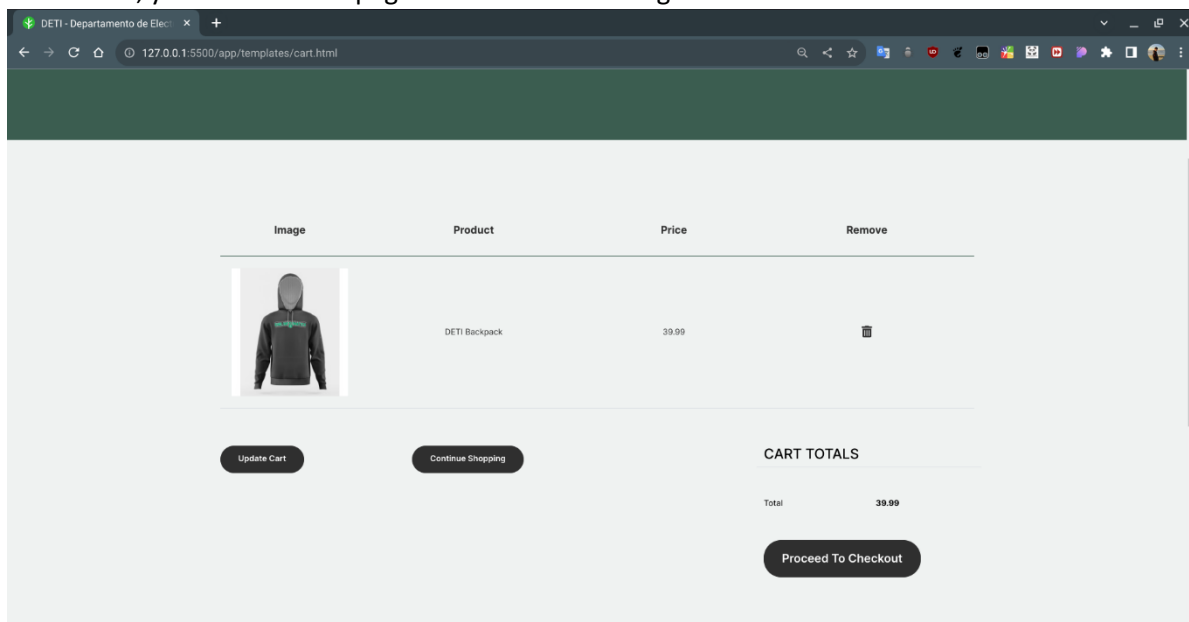 DETI - Departamento de Elec
127.0.0.1:5500/app/templates/cart.html
Image Product Price Remove
DETI Backpack 39.99
Update Cart Continue Shopping
CART TOTALS
Total 39.99
Proceed To Checkout